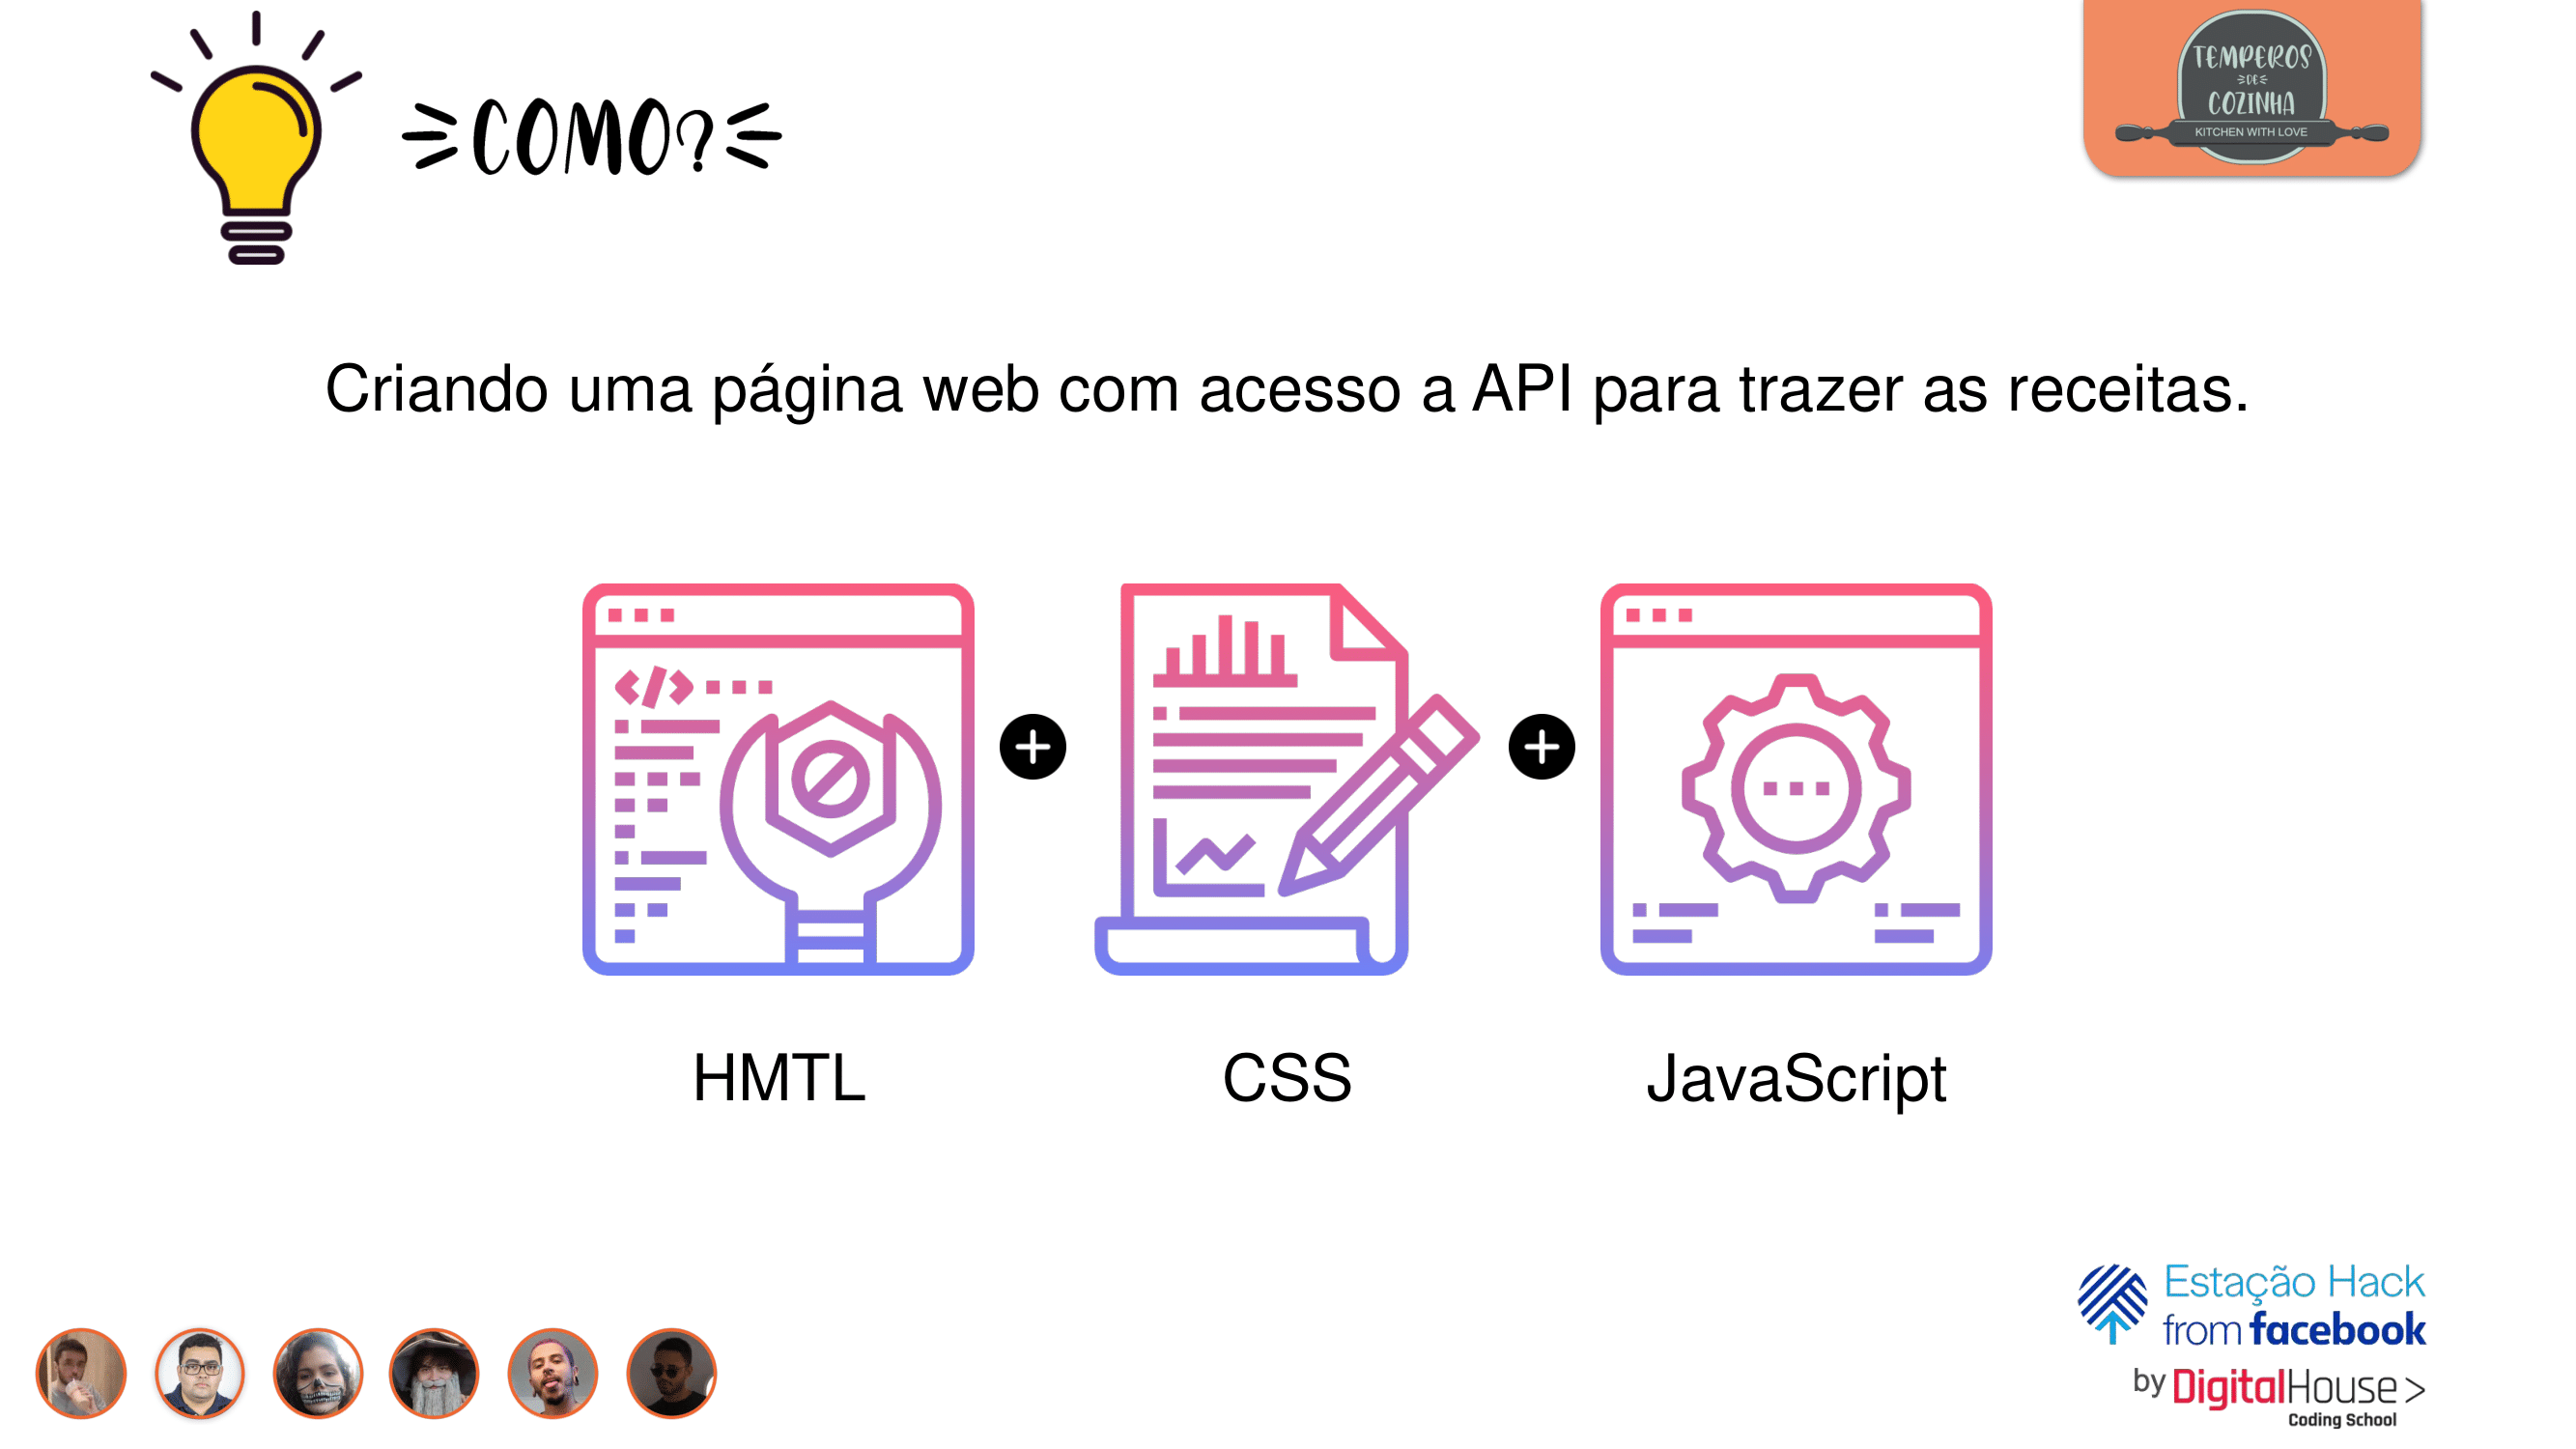 COMO?
TEMPEROS
DE
COZINHA
KITCHEN WITH LOVE
Criando uma página web com acesso a API para trazer as receitas.
HMTL
CSS
JavaScript
Estação Hack
from facebook
by DigitalHouse >
Coding School